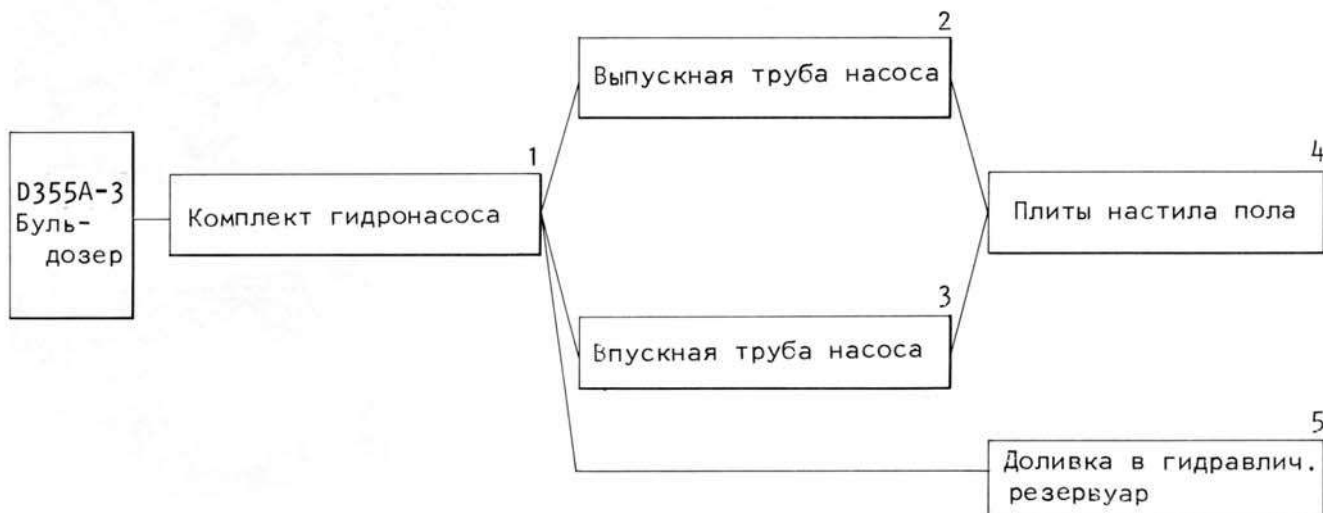 2
Выпускная труба насоса
1
4
D355A-3
Буль-
дозер
Комплект гидронасоса
Плиты настила пола
3
Впускная труба насоса
5
Доливка в гидравлич.
резервуар